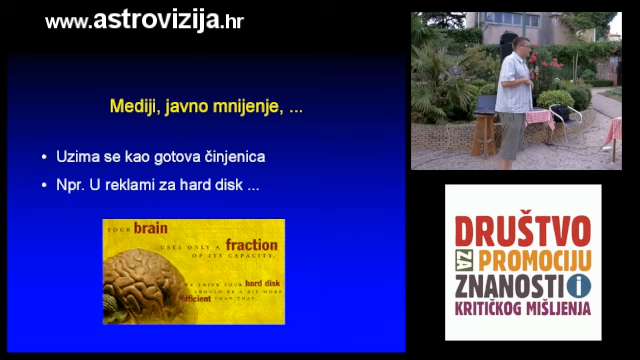 www.astrovizija.hr
Mediji, javno mnijenje, ...
• Uzima se kao gotova činjenica
• Npr. U reklami za hard disk ...
YOUR brain
USES ONLY A fraction
OF ITS CAPACITY.
WE THINK YOUR hard disk
SHOULD BE A BIT MORE
efficient THAN THAT.
DRUŠTVO
ZA PROMOCIJU
ZNANOSTI i
KRITIČKOG MIŠLJENJA